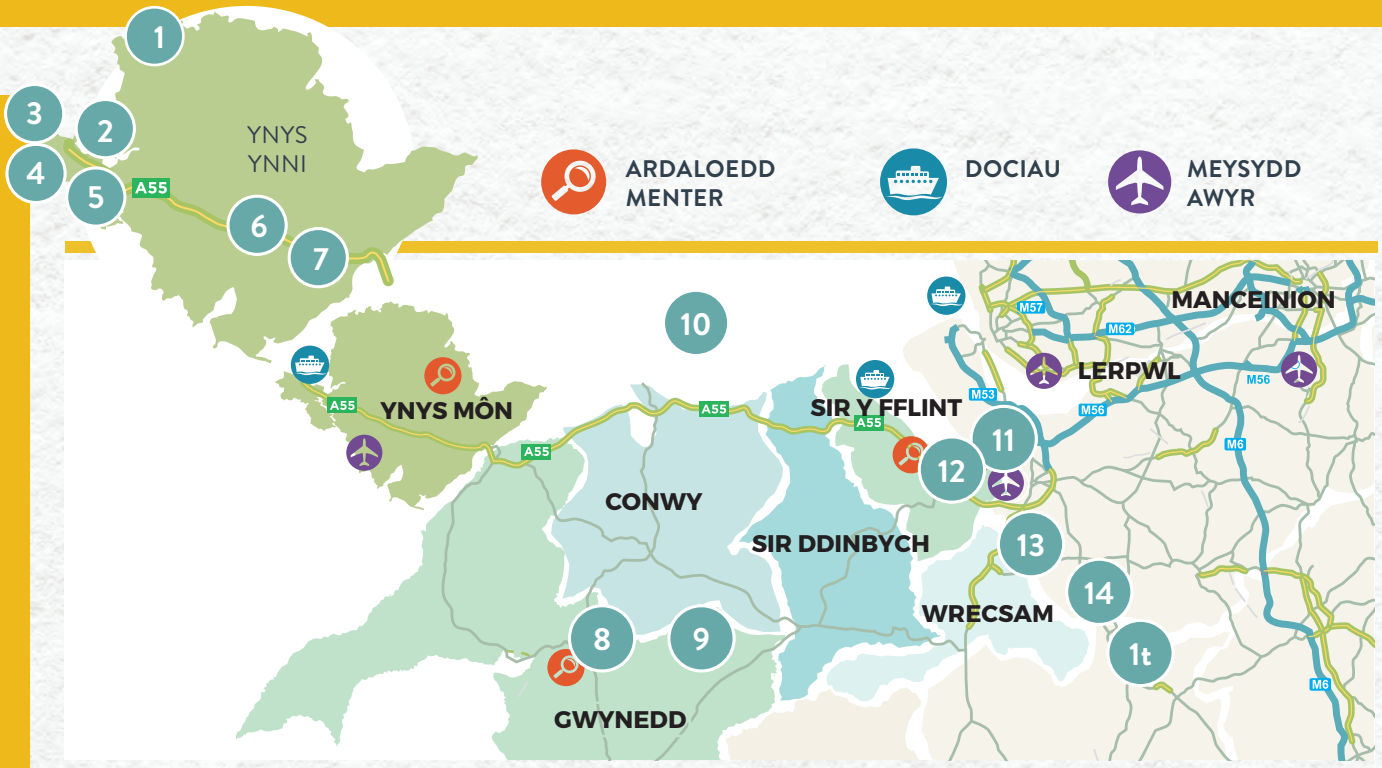 1
3
2
YNYS
YNNI
4
5
A55
6
7
ARDALOEDD
MENTER
DOCIAU
MEYSYDD
AWYR
10
MANCEINION
M57
M62
LERPWL
M56
M56
M53
M6
M6
YNYS MÔN
A55
A55
A55
SIR Y FFLINT
A55
11
12
CONWY
SIR DDINBYCH
13
14
WRECSAM
1t
8
9
GWYNEDD